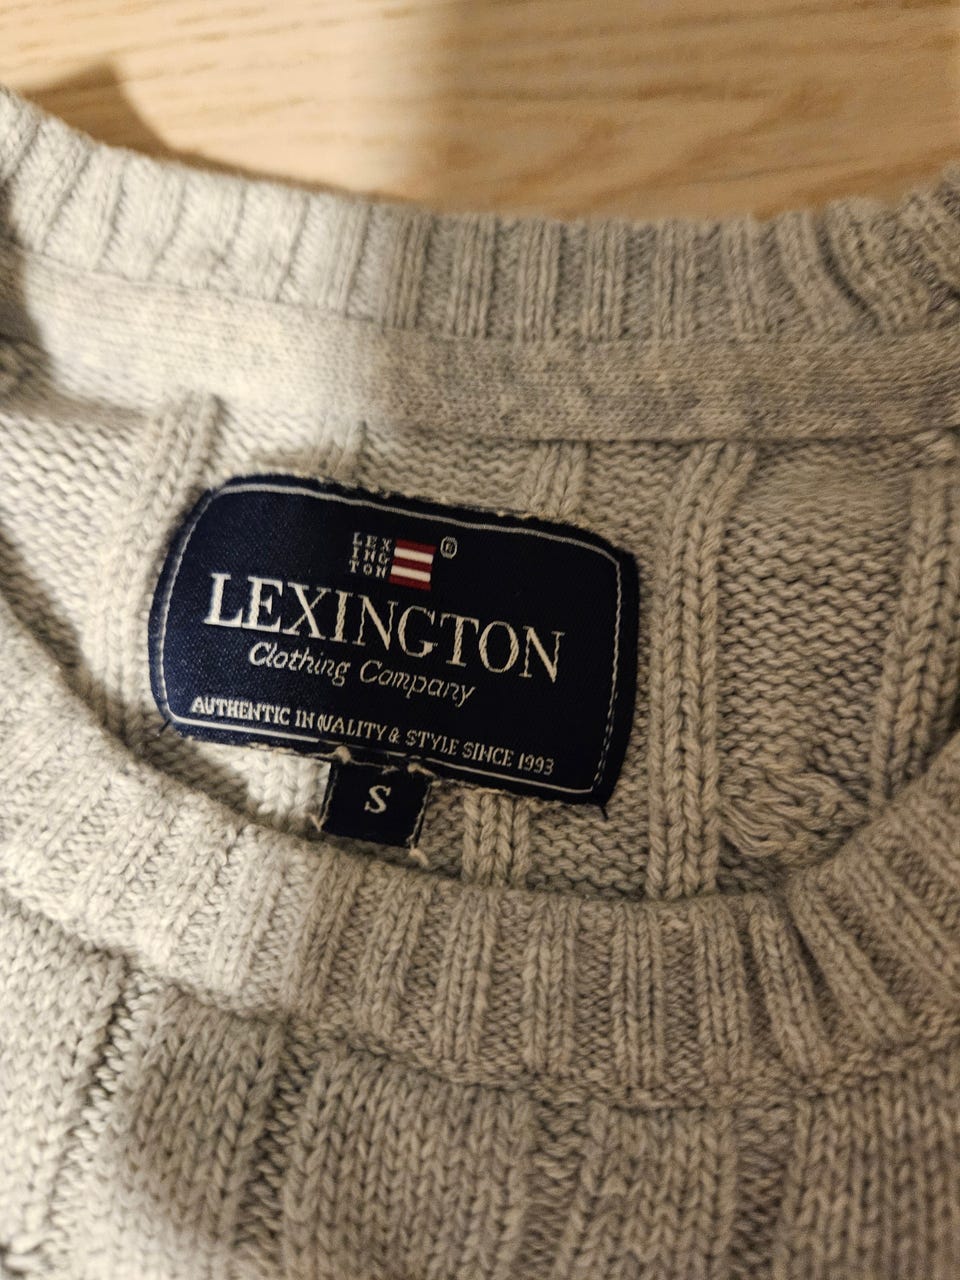 LEX
ING
TON
®
LEXINGTON
Clothing Company
AUTHENTIC IN QUALITY & STYLE SINCE 1993
S